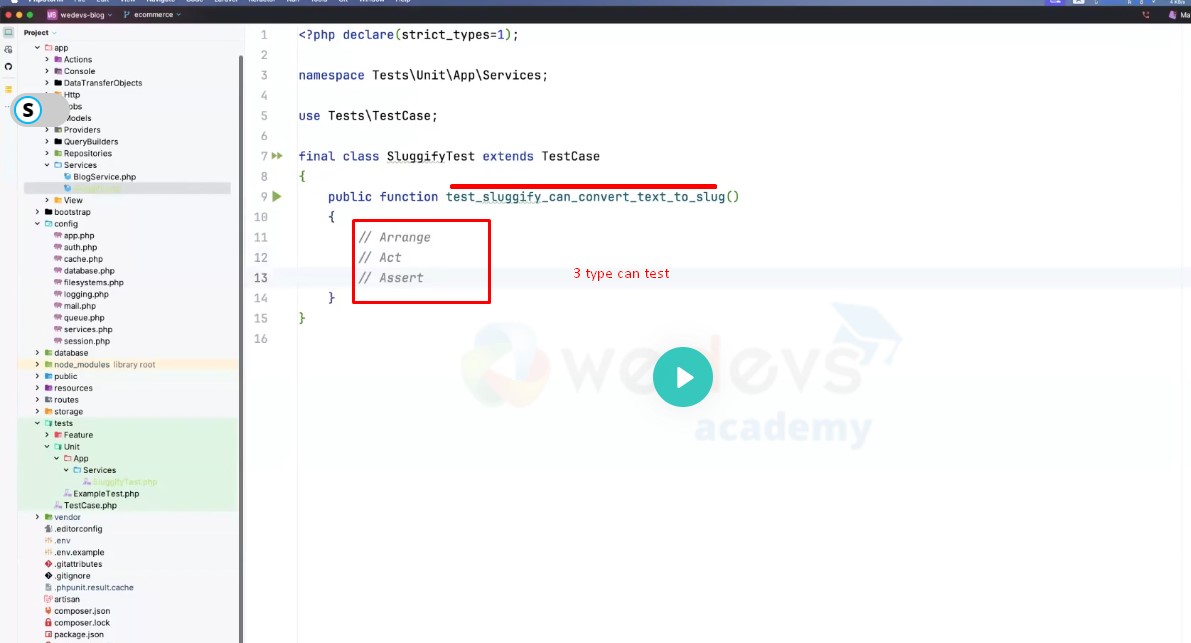 wedevs-blog
ecommerce
Project
app
Actions
Console
DataTransferObjects
Http
Models
Providers
QueryBuilders
Repositories
Services
BlogService.php
View
bootstrap
config
app.php
auth.php
cache.php
database.php
filesystems.php
logging.php
mail.php
queue.php
services.php
session.php
database
node_modules library root
public
resources
routes
storage
tests
Feature
Unit
App
Services
SluggifyTest.php
ExampleTest.php
TestCase.php
vendor
.editorconfig
.env
.env.example
.gitattributes
.gitignore
.phpunit.result.cache
artisan
composer.json
composer.lock
package.json
S
1 <?php declare(strict_types=1);
2
3 namespace Tests\Unit\App\Services;
4
5 use Tests\TestCase;
6
7 final class SluggifyTest extends TestCase
8 {
9 public function test_sluggify_can_convert_text_to_slug()
10 {
11 // Arrange
12 // Act
13 // Assert
14 }
15 }
16
3 type can test
wedevs
academy